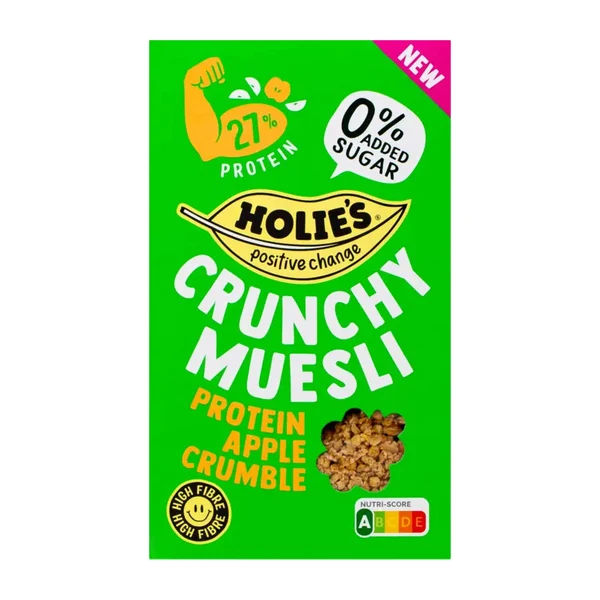 NEW
27%
PROTEIN
0%
ADDED
SUGAR
HOLIE'S®
positive change
CRUNCHY
MUESLI
PROTEIN
APPLE
CRUMBLE
HIGH FIBRE
HIGH FIBRE
NUTRI-SCORE
A B C D E